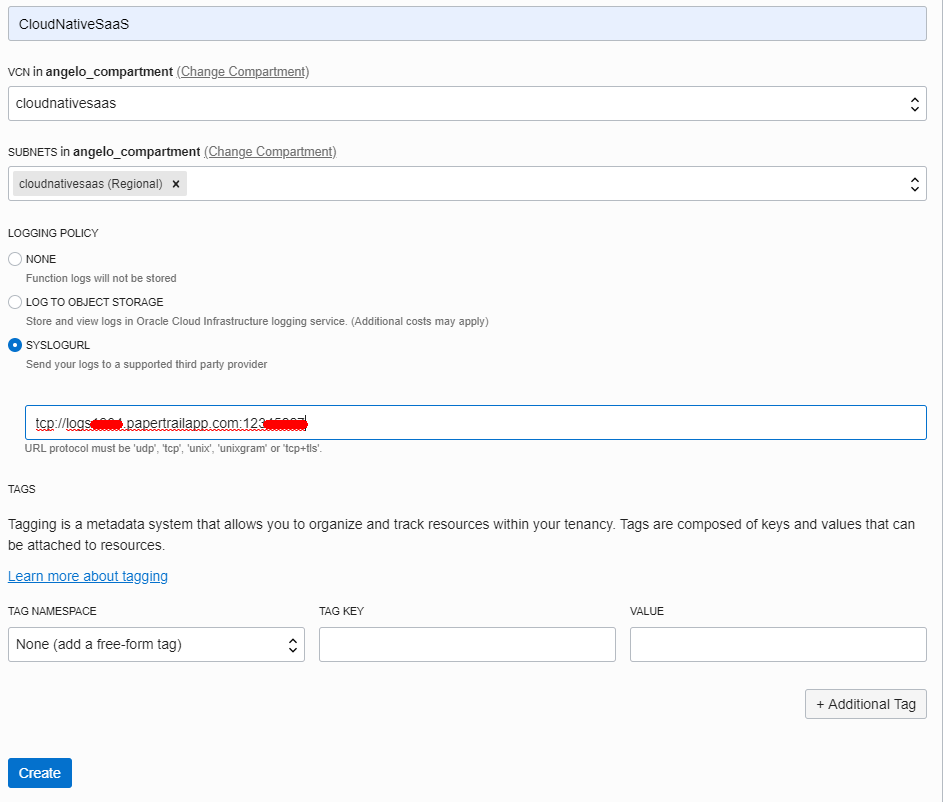 CloudNativeSaaS
VCN in angelo_compartment (Change Compartment)
cloudnativesaas
SUBNETS in angelo_compartment (Change Compartment)
cloudnativesaas (Regional) x
LOGGING POLICY
NONE
Function logs will not be stored
LOG TO OBJECT STORAGE
Store and view logs in Oracle Cloud Infrastructure logging service. (Additional costs may apply)
SYSLOGURL
Send your logs to a supported third party provider
tcp://logs .papertrailapp.com:123
URL protocol must be 'udp', 'tcp', 'unix', 'unixgram' or 'tcp+tls'.
TAGS
Tagging is a metadata system that allows you to organize and track resources within your tenancy. Tags are composed of keys and values that can
be attached to resources.
Learn more about tagging
TAG NAMESPACE TAG KEY VALUE
None (add a free-form tag)
+ Additional Tag
Create